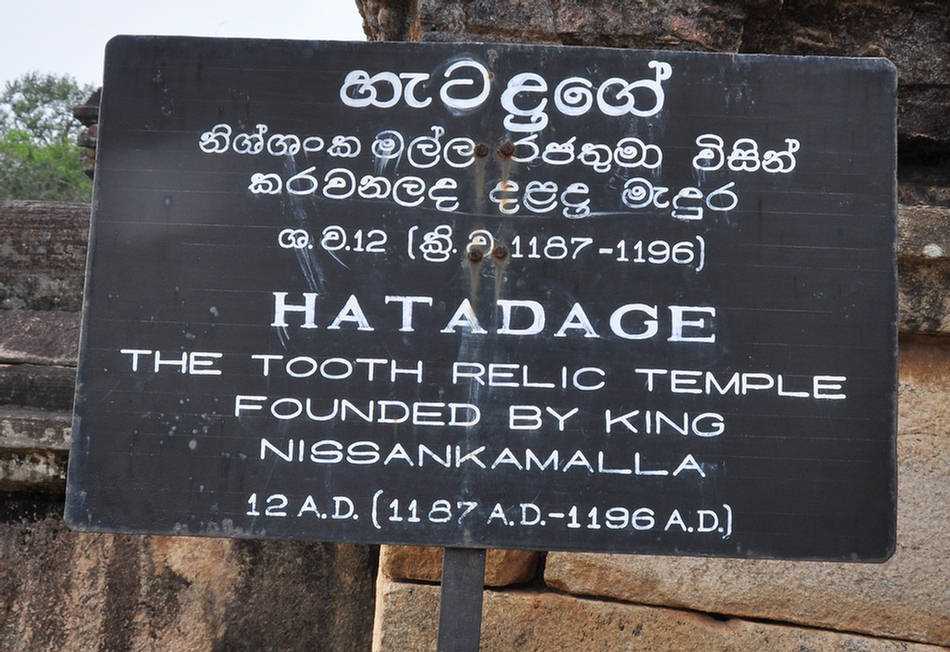 හැටදාගේ
නිශ්ශංක මල්ල රජතුමා විසින්
කරවනලද දළදා මැදුර
ශ.ව.12 (ක්‍රි.ව 1187-1196)
HATADAGE
THE TOOTH RELIC TEMPLE
FOUNDED BY KING
NISSANKAMALLA
12 A.D. (1187 A.D.-1196 A.D.)